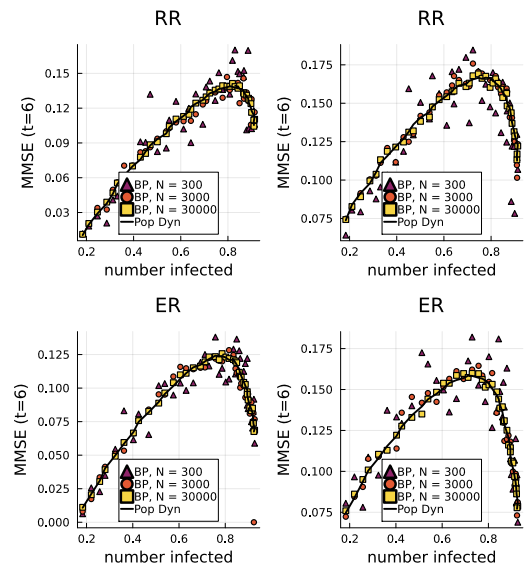 RR
RR
MMSE (t=6)
0.15
0.12
0.09
0.06
0.03
BP, N = 300
BP, N = 3000
BP, N = 30000
Pop Dyn
0.2 0.4 0.6 0.8
number infected
MMSE (t=6)
0.175
0.150
0.125
0.100
0.075
BP, N = 300
BP, N = 3000
BP, N = 30000
Pop Dyn
0.2 0.4 0.6 0.8
number infected
ER
ER
MMSE (t=6)
0.125
0.100
0.075
0.050
0.025
0.000
BP, N = 300
BP, N = 3000
BP, N = 30000
Pop Dyn
0.2 0.4 0.6 0.8
number infected
MMSE (t=6)
0.175
0.150
0.125
0.100
0.075
BP, N = 300
BP, N = 3000
BP, N = 30000
Pop Dyn
0.2 0.4 0.6 0.8
number infected